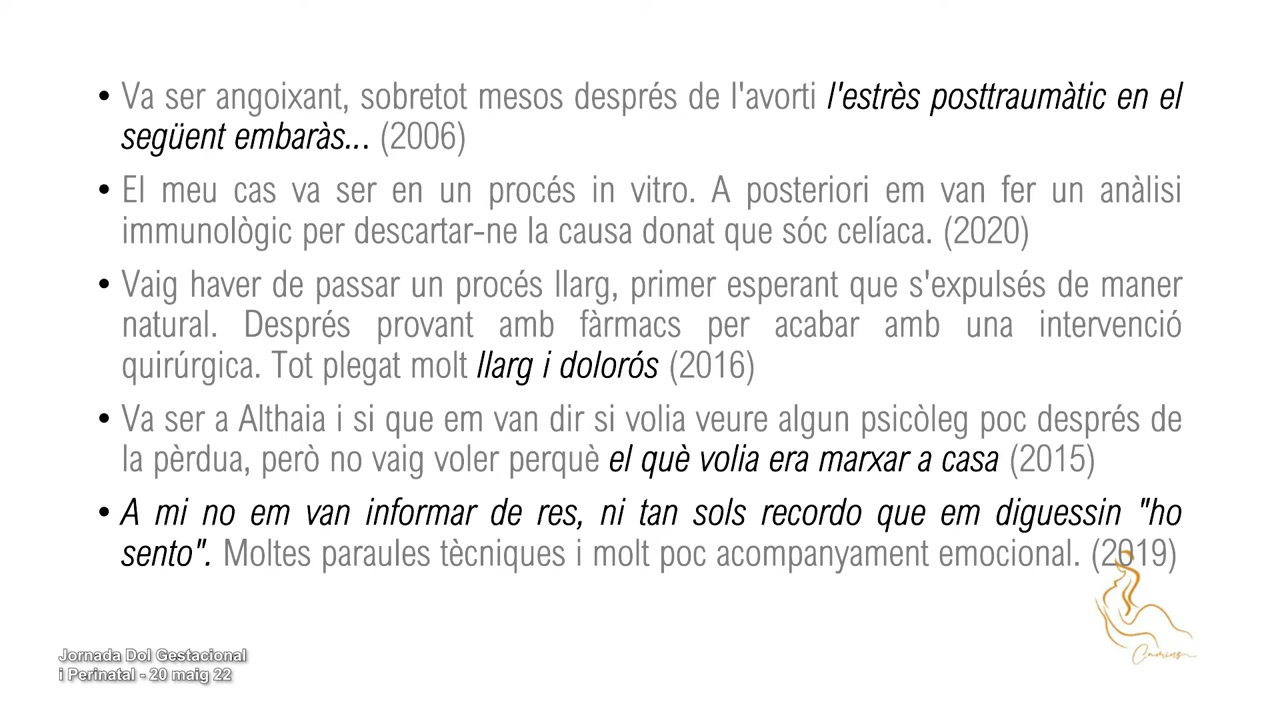 • Va ser angoixant, sobretot mesos després de l'avorti l'estrès posttraumàtic en el
següent embaràs... (2006)
• El meu cas va ser en un procés in vitro. A posteriori em van fer un anàlisi
immunològic per descartar-ne la causa donat que sóc celíaca. (2020)
• Vaig haver de passar un procés llarg, primer esperant que s'expulsés de maner
natural. Després provant amb fàrmacs per acabar amb una intervenció
quirúrgica. Tot plegat molt llarg i dolorós (2016)
• Va ser a Althaia i si que em van dir si volia veure algun psicòleg poc després de
la pèrdua, però no vaig voler perquè el què volia era marxar a casa (2015)
• A mi no em van informar de res, ni tan sols recordo que em diguessin "ho
sento". Moltes paraules tècniques i molt poc acompanyament emocional. (2019)
Camins
Jornada Dol Gestacional
i Perinatal - 20 maig 22